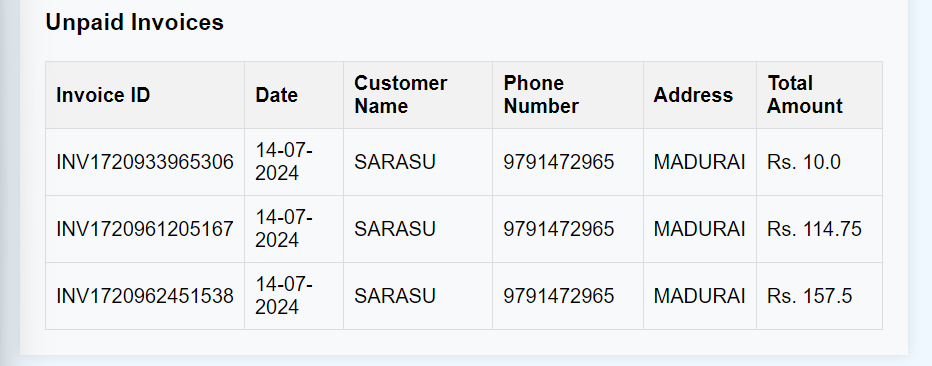 Unpaid Invoices
Invoice ID Date Customer Name Phone Number Address Total Amount
INV1720933965306 14-07-2024 SARASU 9791472965 MADURAI Rs. 10.0
INV1720961205167 14-07-2024 SARASU 9791472965 MADURAI Rs. 114.75
INV1720962451538 14-07-2024 SARASU 9791472965 MADURAI Rs. 157.5